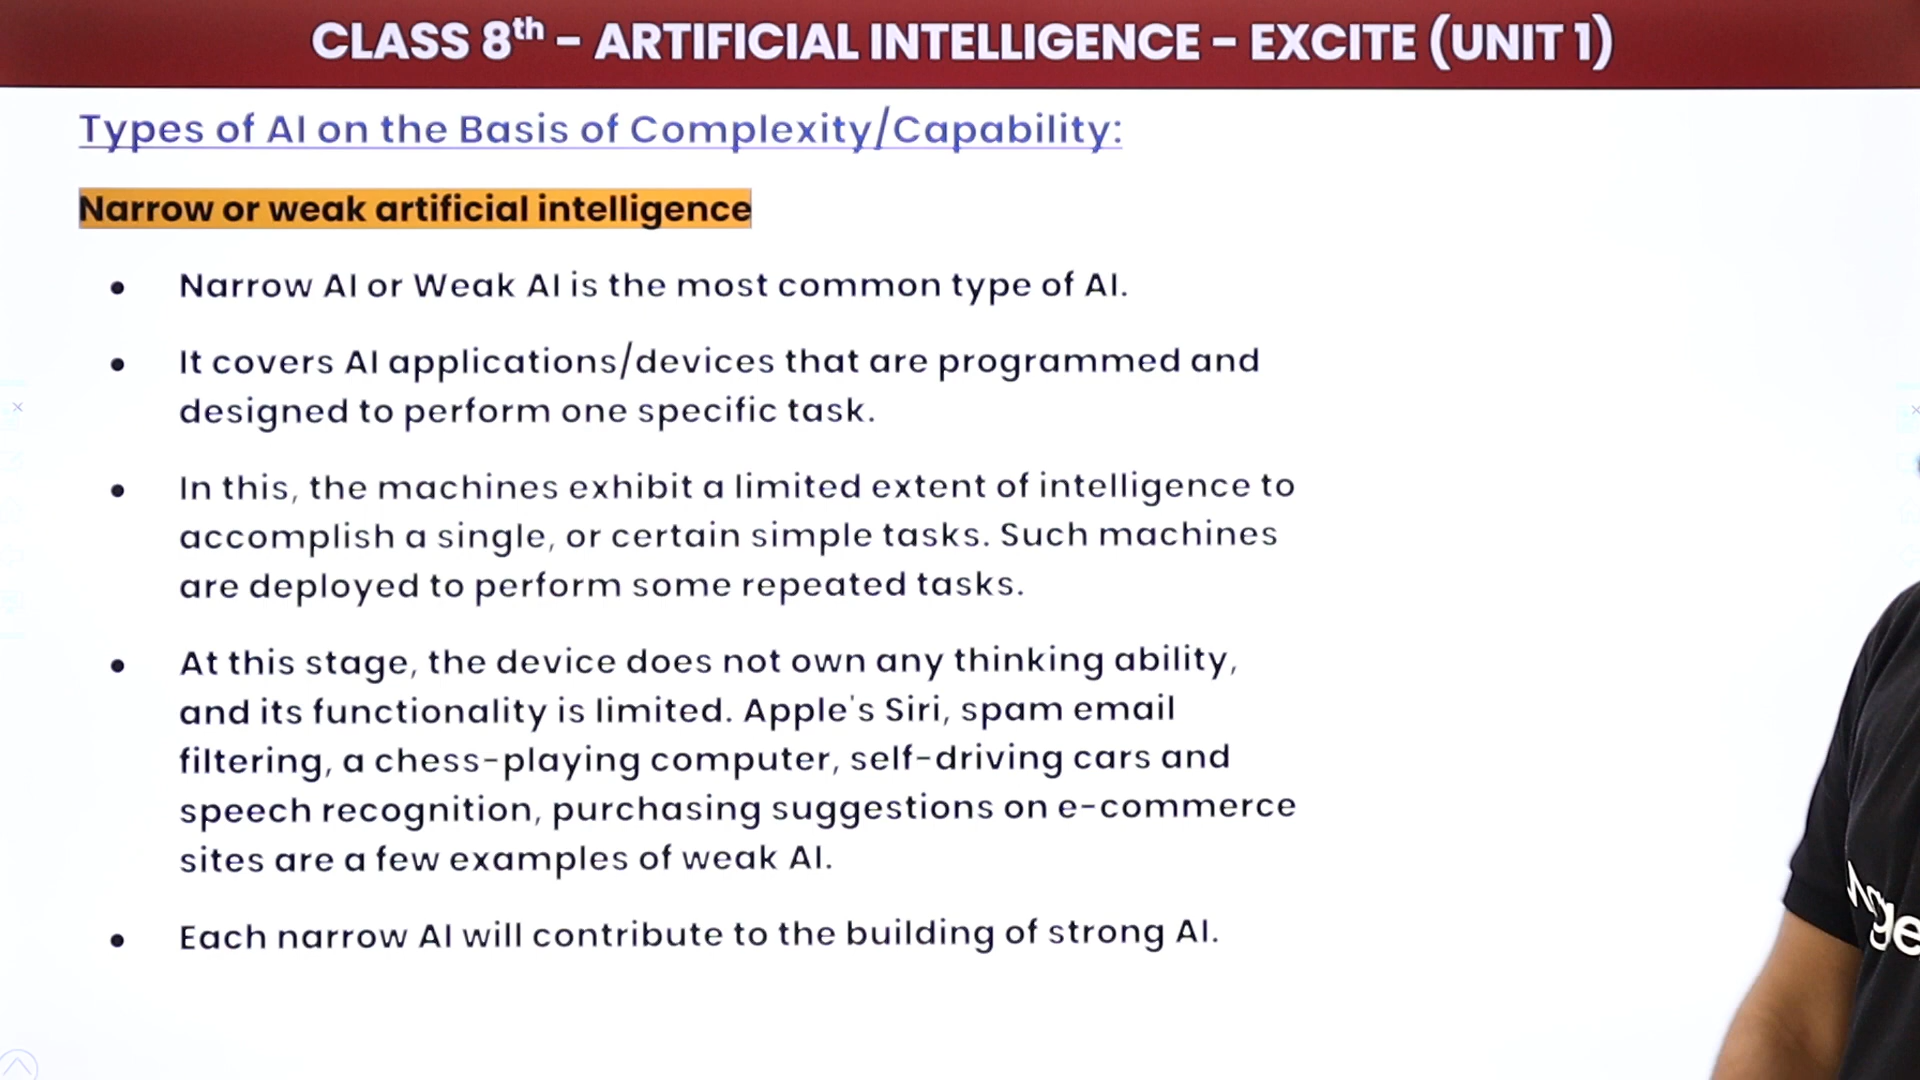 CLASS 8th - ARTIFICIAL INTELLIGENCE - EXCITE (UNIT 1)
Types of AI on the Basis of Complexity/Capability:
Narrow or weak artificial intelligence
• Narrow AI or Weak AI is the most common type of AI.
• It covers AI applications/devices that are programmed and
designed to perform one specific task.
• In this, the machines exhibit a limited extent of intelligence to
accomplish a single, or certain simple tasks. Such machines
are deployed to perform some repeated tasks.
• At this stage, the device does not own any thinking ability,
and its functionality is limited. Apple's Siri, spam email
filtering, a chess-playing computer, self-driving cars and
speech recognition, purchasing suggestions on e-commerce
sites are a few examples of weak AI.
• Each narrow AI will contribute to the building of strong AI.